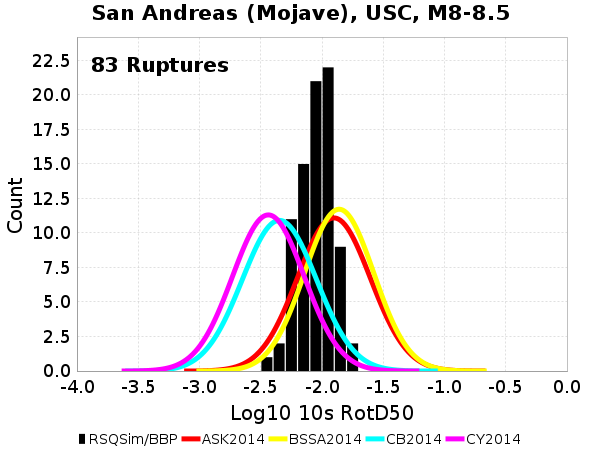 San Andreas (Mojave), USC, M8-8.5
83 Ruptures
Count
22.5
20.0
17.5
15.0
12.5
10.0
7.5
5.0
2.5
0.0
-4.0 -3.5 -3.0 -2.5 -2.0 -1.5 -1.0 -0.5 0.0
Log10 10s RotD50
RSQSim/BBP ASK2014 BSSA2014 CB2014 CY2014